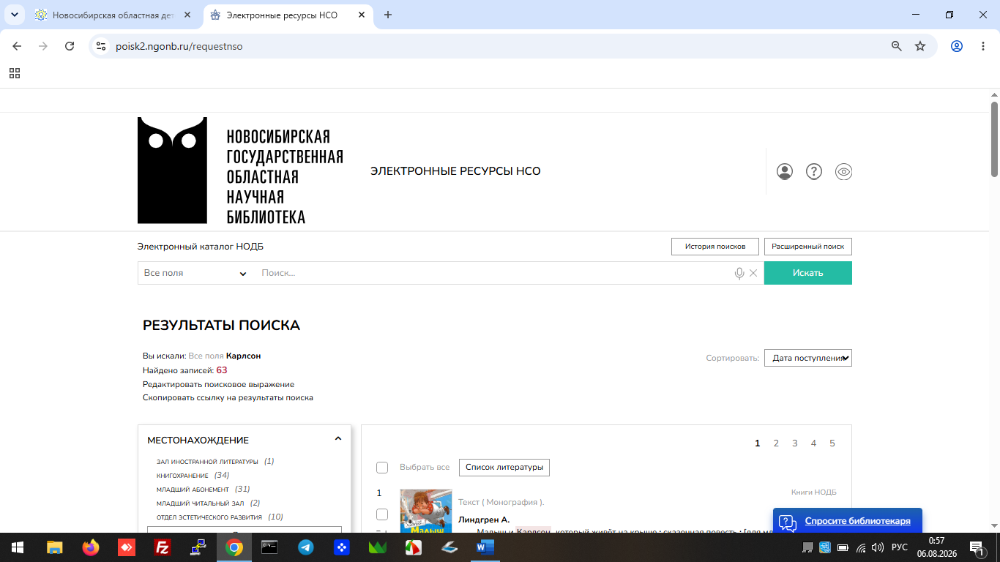 Новосибирская областная дет
Электронные ресурсы НСО
poisk2.ngonb.ru/requestnso
НОВОСИБИРСКАЯ
ГОСУДАРСТВЕННАЯ
ОБЛАСТНАЯ
НАУЧНАЯ
БИБЛИОТЕКА
ЭЛЕКТРОННЫЕ РЕСУРСЫ НСО
Электронный каталог НОДБ
История поисков
Расширенный поиск
Все поля
Поиск...
Искать
РЕЗУЛЬТАТЫ ПОИСКА
Вы искали: Все поля Карлсон
Сортировать:
Дата поступления
Найдено записей: 63
Редактировать поисковое выражение
Скопировать ссылку на результаты поиска
МЕСТОНАХОЖДЕНИЕ
ЗАЛ ИНОСТРАННОЙ ЛИТЕРАТУРЫ (1)
КНИГОХРАНЕНИЕ (34)
МЛАДШИЙ АБОНЕМЕНТ (31)
МЛАДШИЙ ЧИТАЛЬНЫЙ ЗАЛ (2)
ОТДЕЛ ЭСТЕТИЧЕСКОГО РАЗВИТИЯ (10)
1 2 3 4 5
Выбрать все
Список литературы
1
Книги НОДБ
Текст ( Монография ).
Линдгрен А.
Малыш и Карлсон, который живёт на крыше : сказочная повесть : [для мл
Малыш
Спросите библиотекаря
РУС
0:57
06.08.2026
1